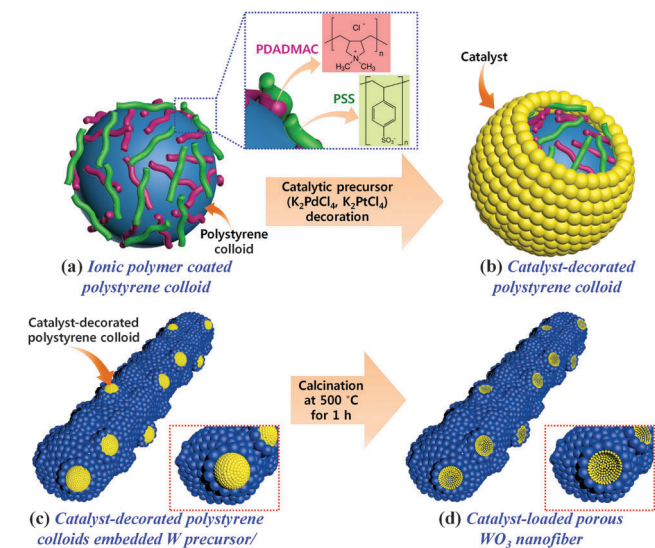 PDADMAC
Cl⁻
n
N
+
H₃C
CH₃
PSS
SO₃⁻
n
Polystyrene
colloid
(a) Ionic polymer coated
polystyrene colloid
Catalytic precursor
(K₂PdCl₄, K₂PtCl₄)
decoration
Catalyst
(b) Catalyst-decorated
polystyrene colloid
Catalyst-decorated
polystyrene colloid
(c) Catalyst-decorated polystyrene
colloids embedded W precursor/
Calcination
at 500 °C
for 1 h
(d) Catalyst-loaded porous
WO₃ nanofiber